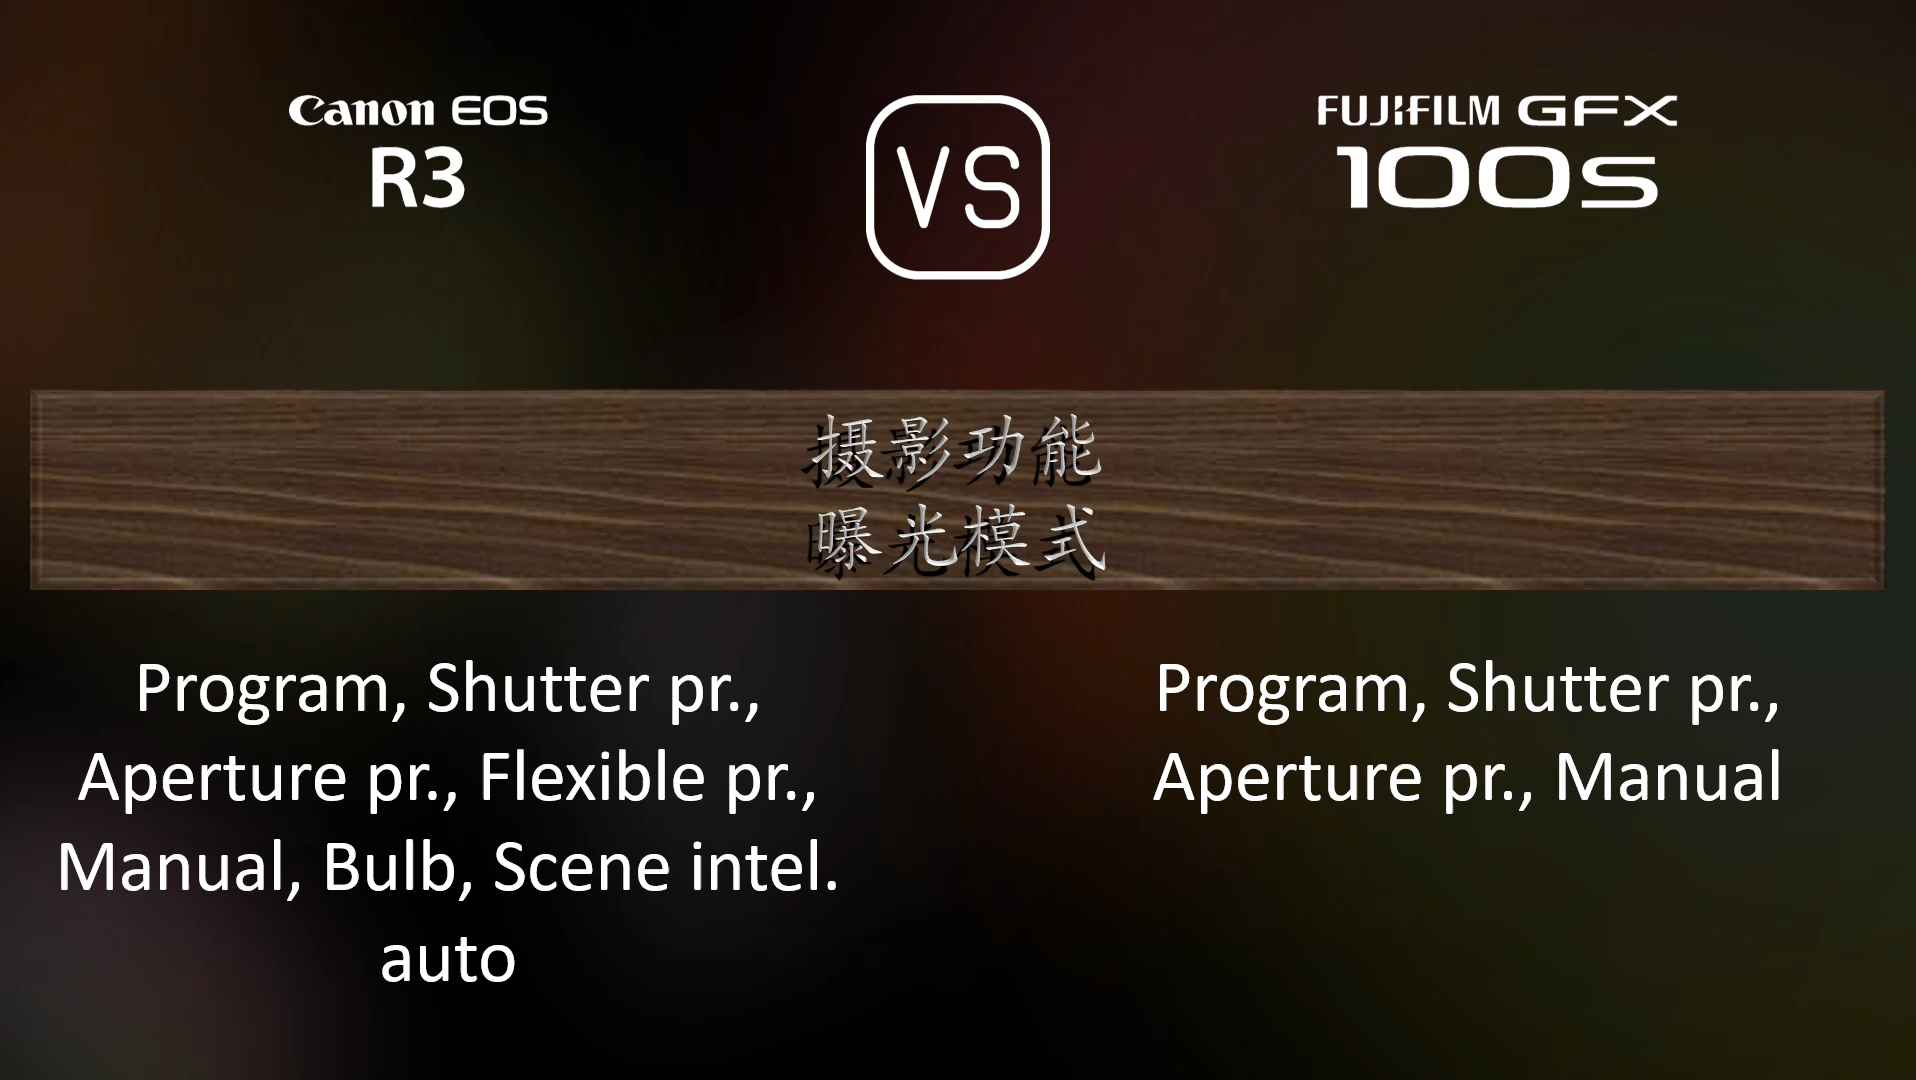 Canon EOS
R3
VS
FUJIFILM GFX
100s
摄影功能
曝光模式
Program, Shutter pr.,
Aperture pr., Flexible pr.,
Manual, Bulb, Scene intel.
auto
Program, Shutter pr.,
Aperture pr., Manual